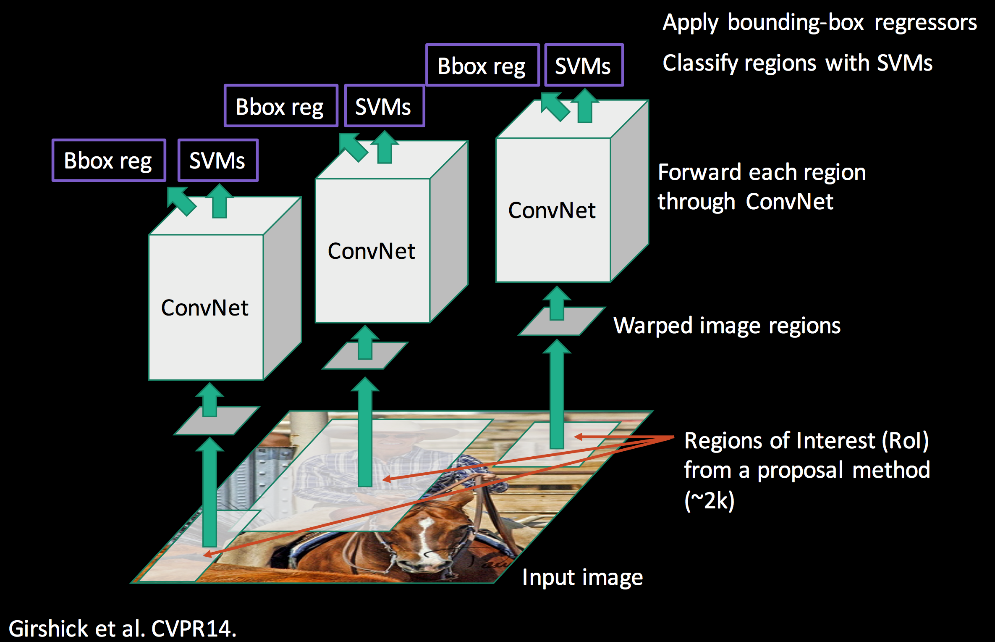 Apply bounding-box regressors
Bbox reg
SVMs
Classify regions with SVMs
Bbox reg
SVMs
Bbox reg
SVMs
Forward each region
through ConvNet
ConvNet
ConvNet
ConvNet
Warped image regions
Regions of Interest (RoI)
from a proposal method
(~2k)
Input image
Girshick et al. CVPR14.